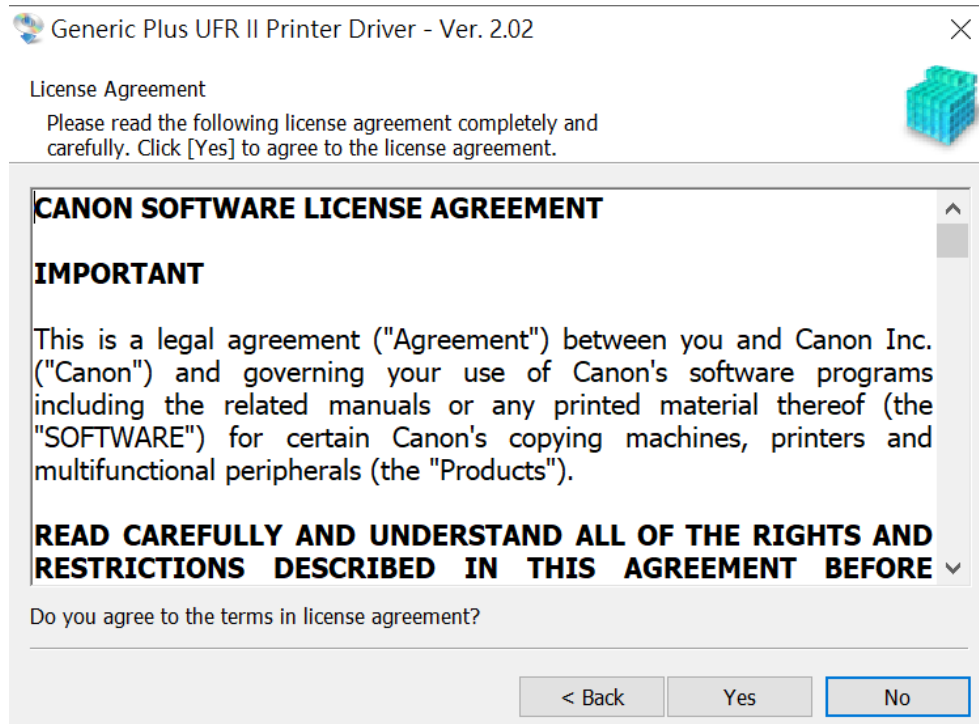 Generic Plus UFR II Printer Driver - Ver. 2.02
License Agreement
Please read the following license agreement completely and
carefully. Click [Yes] to agree to the license agreement.
CANON SOFTWARE LICENSE AGREEMENT
IMPORTANT
This is a legal agreement ("Agreement") between you and Canon Inc.
("Canon") and governing your use of Canon's software programs
including the related manuals or any printed material thereof (the
"SOFTWARE") for certain Canon's copying machines, printers and
multifunctional peripherals (the "Products").
READ CAREFULLY AND UNDERSTAND ALL OF THE RIGHTS AND
RESTRICTIONS DESCRIBED IN THIS AGREEMENT BEFORE
Do you agree to the terms in license agreement?
< Back Yes No